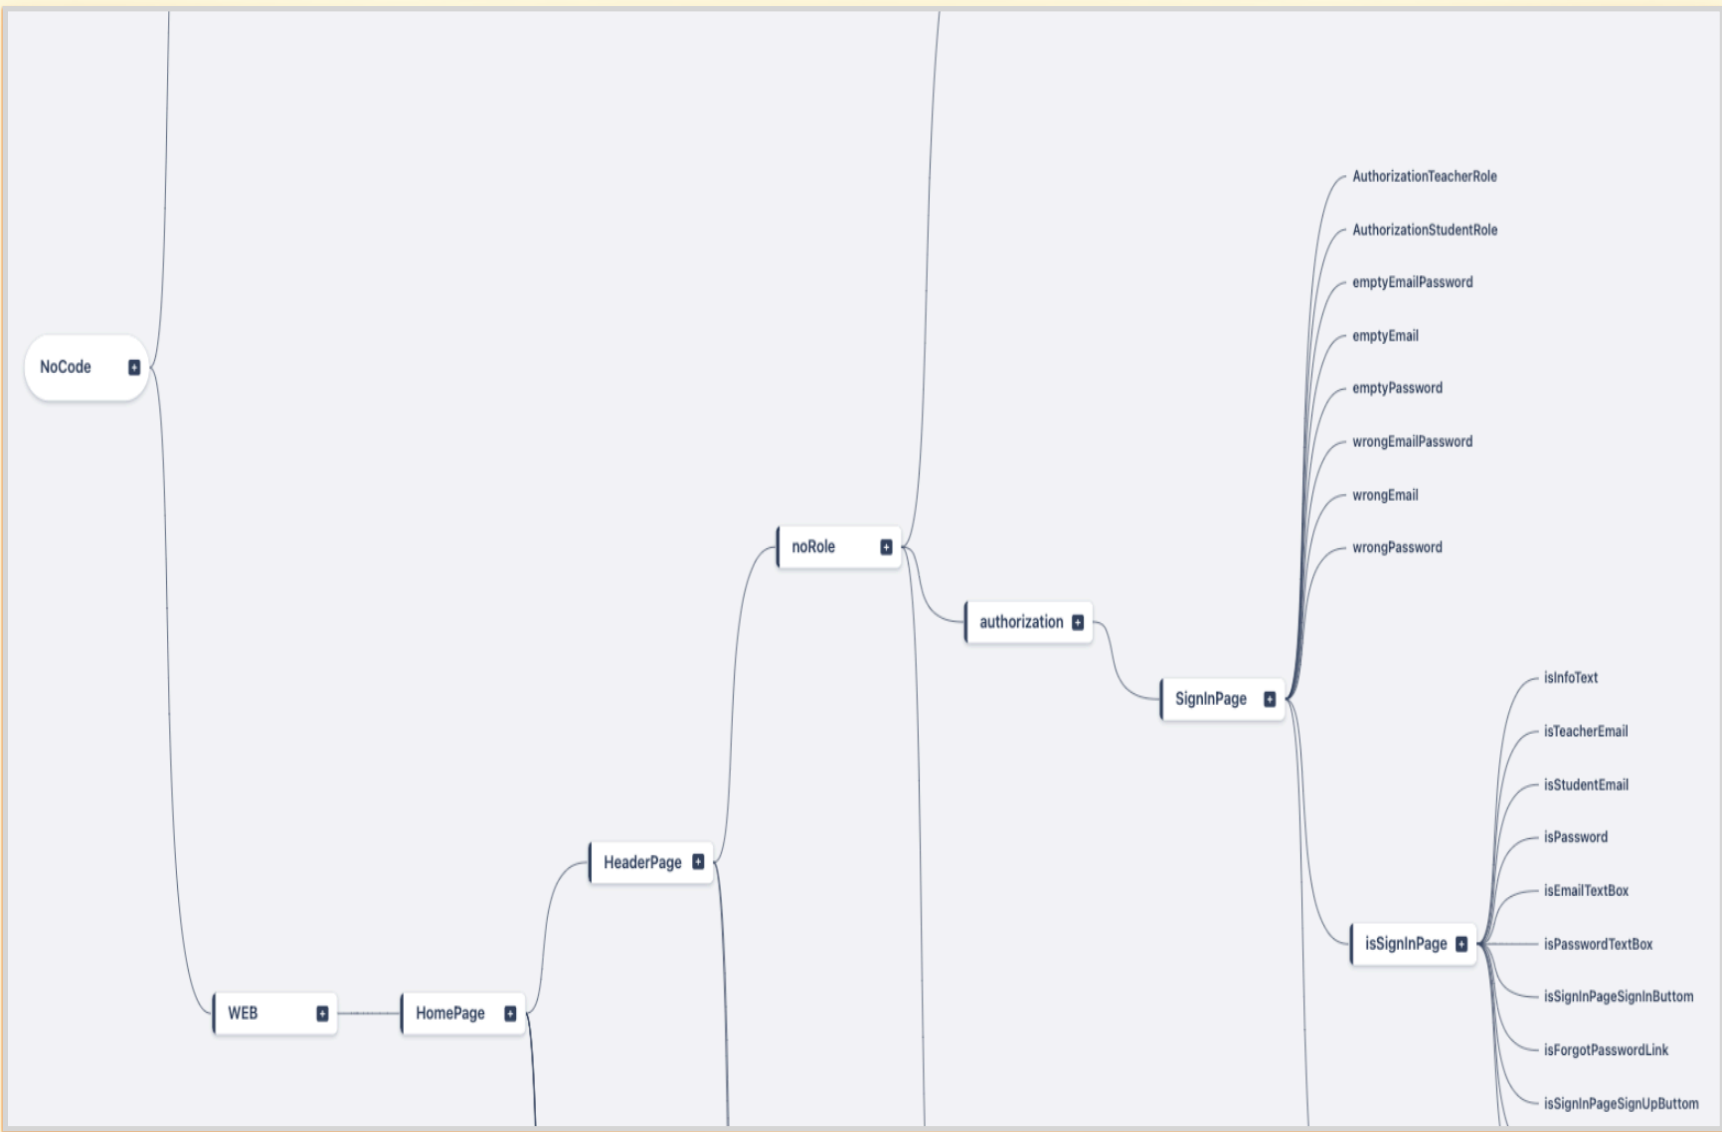 AuthorizationTeacherRole
AuthorizationStudentRole
emptyEmailPassword
emptyEmail
NoCode
emptyPassword
wrongEmailPassword
wrongEmail
noRole
wrongPassword
authorization
SignInPage
isInfoText
isTeacherEmail
isStudentEmail
isPassword
HeaderPage
isEmailTextBox
isSignInPage
isPasswordTextBox
isSignInPageSignInButtom
WEB
HomePage
isForgotPasswordLink
isSignInPageSignUpButtom